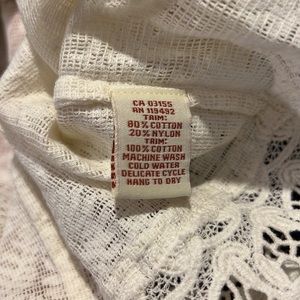 CA 03155
RN 119492
TRIM:
80% COTTON
20% NYLON
TRIM:
100% COTTON
MACHINE WASH
COLD WATER
DELICATE CYCLE
HANG TO DRY